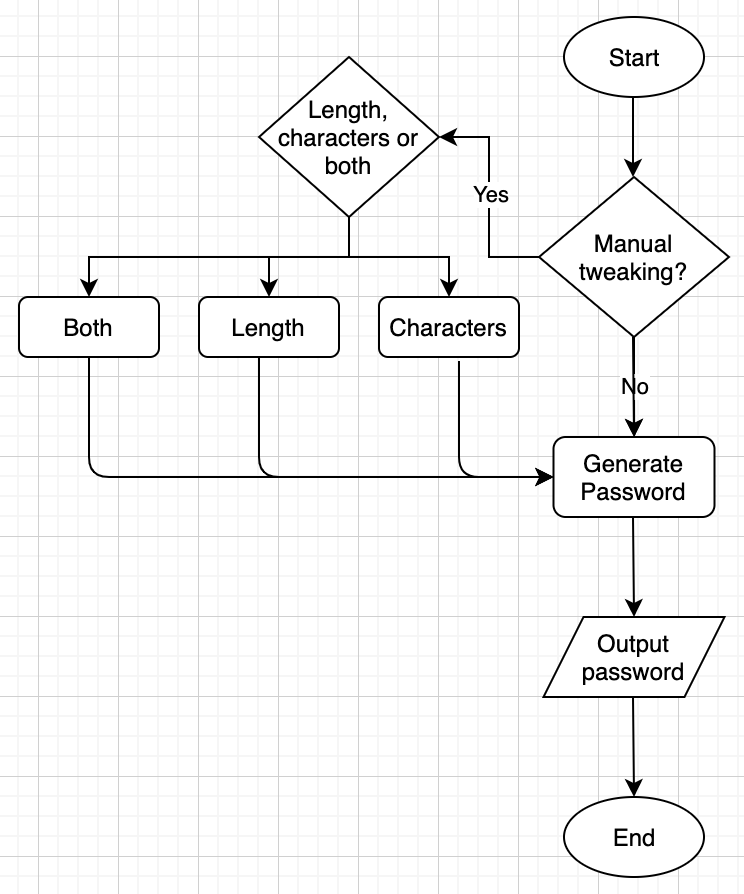 Start
Length,
characters or
both
Yes
Manual
tweaking?
Both
Length
Characters
No
Generate
Password
Output
password
End